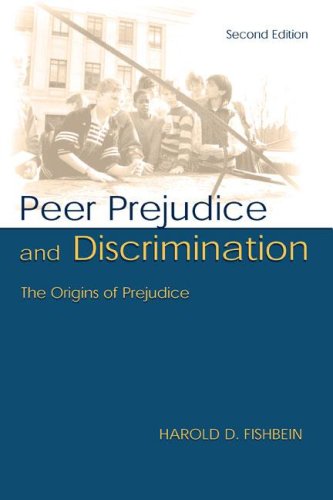 Second Edition
Peer Prejudice
and Discrimination
The Origins of Prejudice
HAROLD D. FISHBEIN